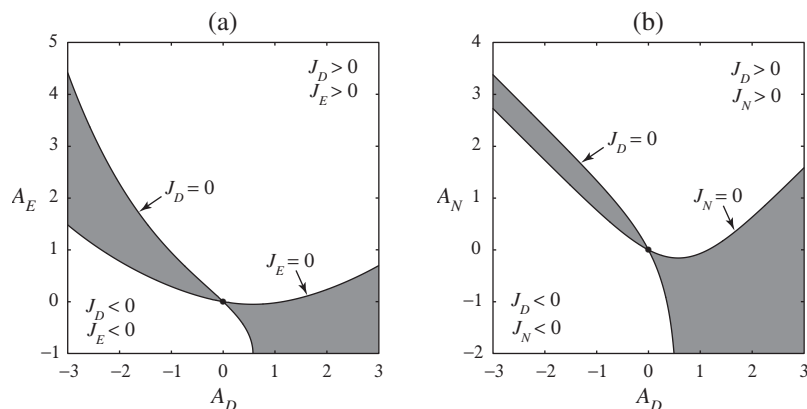 (a)
5
4
3
2
1
0
−1
−3
−2
−1
0
1
2
3
A_E
A_D
J_D > 0
J_E > 0
J_D = 0
J_E = 0
J_D < 0
J_E < 0
(b)
4
3
2
1
0
−1
−2
−3
−2
−1
0
1
2
3
A_N
A_D
J_D > 0
J_N > 0
J_D = 0
J_N = 0
J_D < 0
J_N < 0